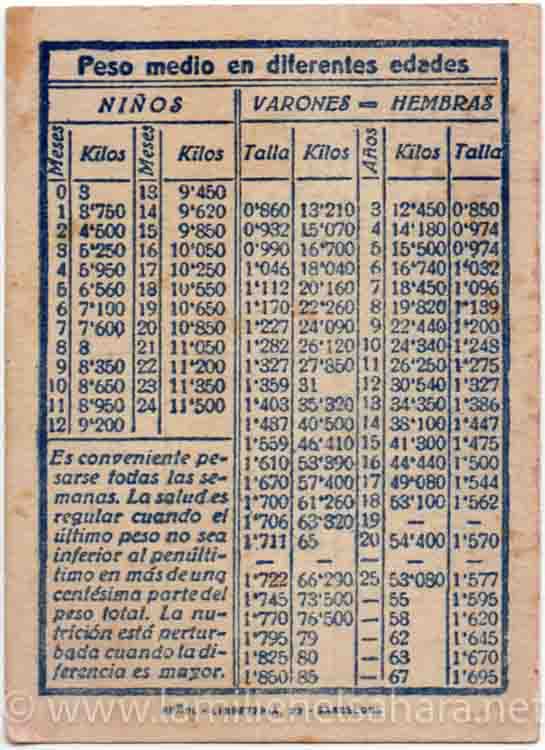 Peso medio en diferentes edades
NIÑOS VARONES = HEMBRAS
Meses Kilos Meses Kilos Talla Kilos Años Kilos Talla
0 3 13 9'450
1 3'750 14 9'620 0'860 13'210 3 12'450 0'850
2 4'500 15 9'850 0'932 15'070 4 14'180 0'974
3 5'250 16 10'050 0'990 16'700 5 15'500 0'974
4 5'950 17 10'250 1'046 18'040 6 16'740 1'032
5 6'560 18 10'550 1'112 20'160 7 18'450 1'096
6 7'100 19 10'650 1'170 22'260 8 19'820 1'139
7 7'600 20 10'850 1'227 24'090 9 22'440 1'200
8 8 21 11'050 1'282 26'120 10 24'340 1'248
9 8'350 22 11'200 1'327 27'850 11 26'250 1'275
10 8'650 23 11'350 1'359 31 12 30'540 1'327
11 8'950 24 11'500 1'403 35'320 13 34'350 1'386
12 9'200 1'487 40'500 14 38'100 1'447
1'559 46'410 15 41'300 1'475
1'610 53'390 16 44'440 1'500
1'670 57'400 17 49'080 1'544
1'700 61'260 18 53'100 1'562
1'706 63'320 19 — —
1'711 65 20 54'400 1'570
— — — — —
1'722 66'290 25 53'080 1'577
1'745 73'500 — 55 1'595
1'770 76'500 — 58 1'620
1'795 79 — 62 1'645
1'825 80 — 63 1'670
1'850 85 — 67 1'695
Es conveniente pe-
sarse todas las se-
manas. La salud es
regular cuando el
último peso no sea
inferior al penúlti-
timo en más de una
centésima parte del
peso total. La nu-
trición está pertur-
bada cuando la di-
ferencia es mayor.
© www.lamilichelsahara.net